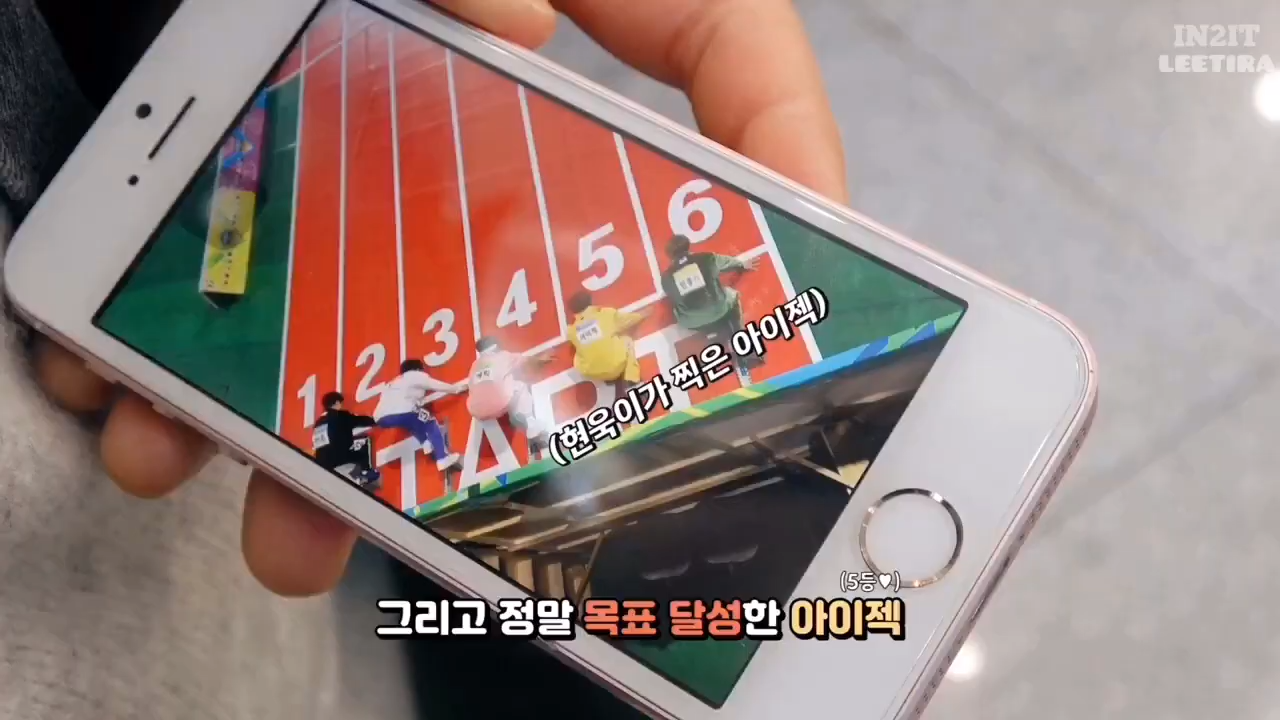 IN2IT
LEETIRA
1 2 3 4 5 6
TART
(현욱이가 찍은 아이젝)
(5등♥)
그리고 정말 목표 달성한 아이젝